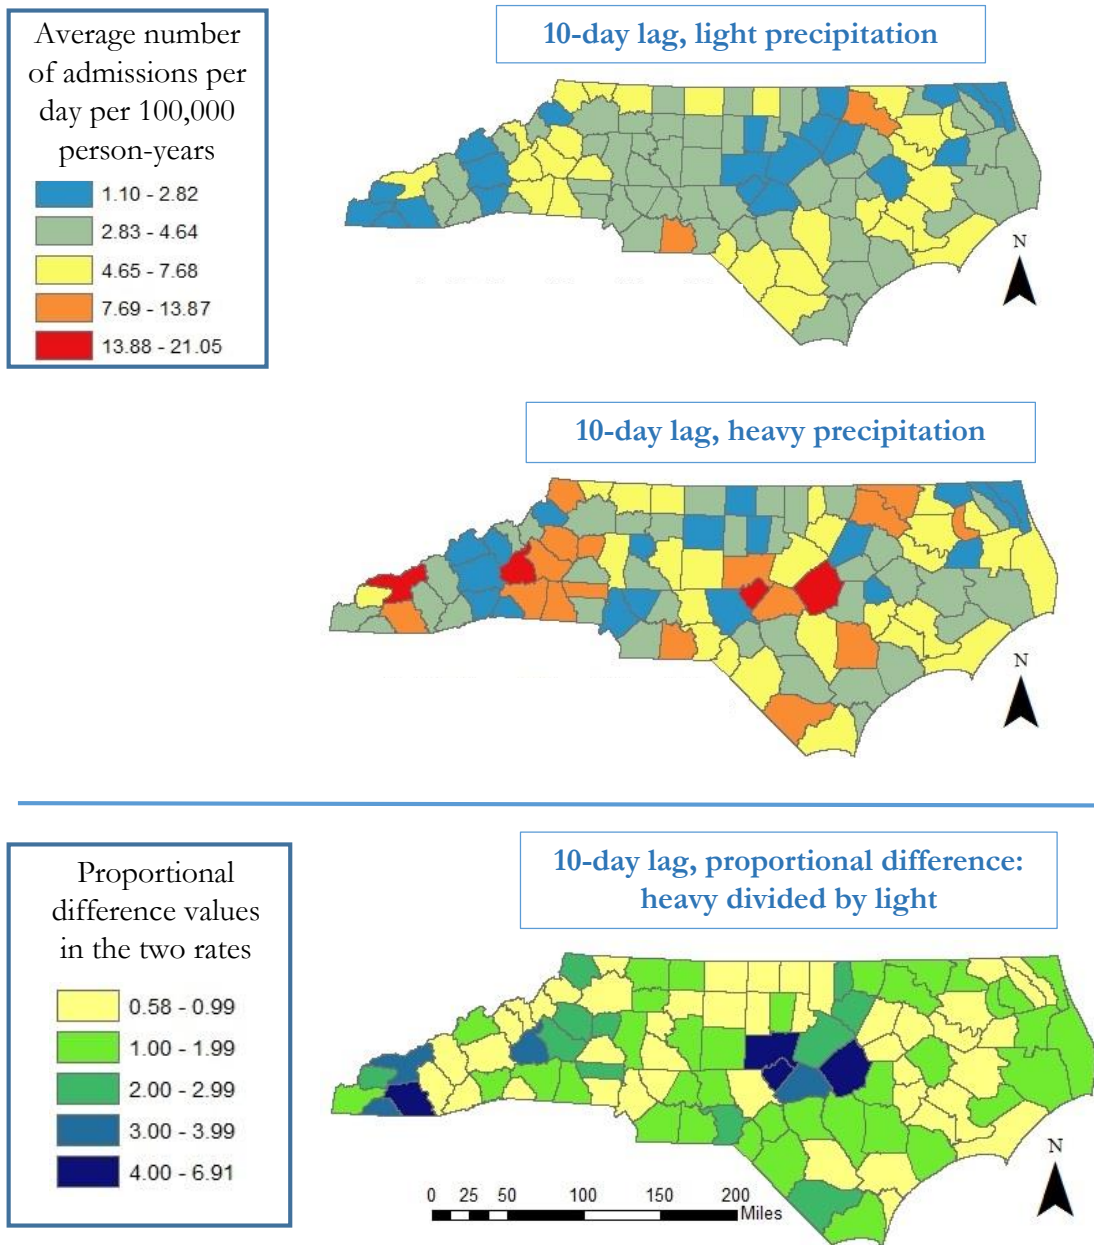 Average number
of admissions per
day per 100,000
person-years
1.10 - 2.82
2.83 - 4.64
4.65 - 7.68
7.69 - 13.87
13.88 - 21.05
10-day lag, light precipitation
N
10-day lag, heavy precipitation
N
Proportional
difference values
in the two rates
0.58 - 0.99
1.00 - 1.99
2.00 - 2.99
3.00 - 3.99
4.00 - 6.91
10-day lag, proportional difference:
heavy divided by light
N
0 25 50 100 150 200
Miles